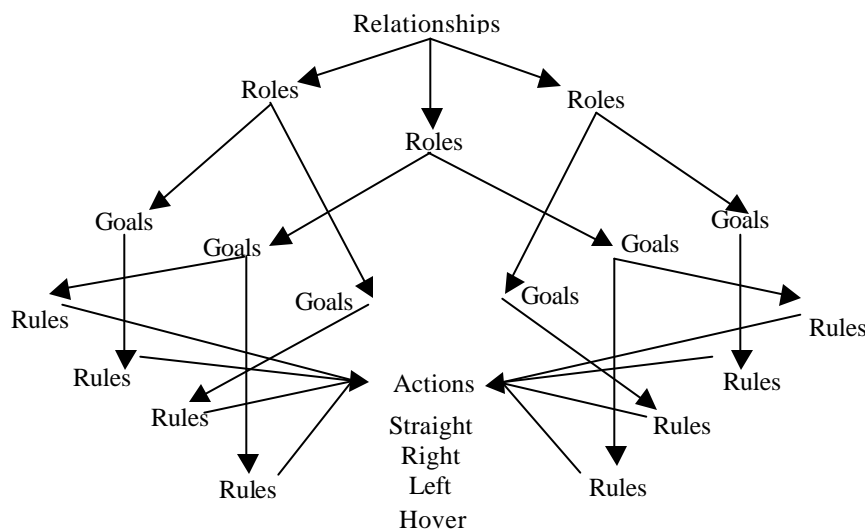 Relationships
Roles
Roles
Roles
Goals
Goals
Goals
Goals
Goals
Goals
Rules
Rules
Rules
Rules
Actions
Rules
Rules
Straight
Right
Left
Rules
Rules
Hover